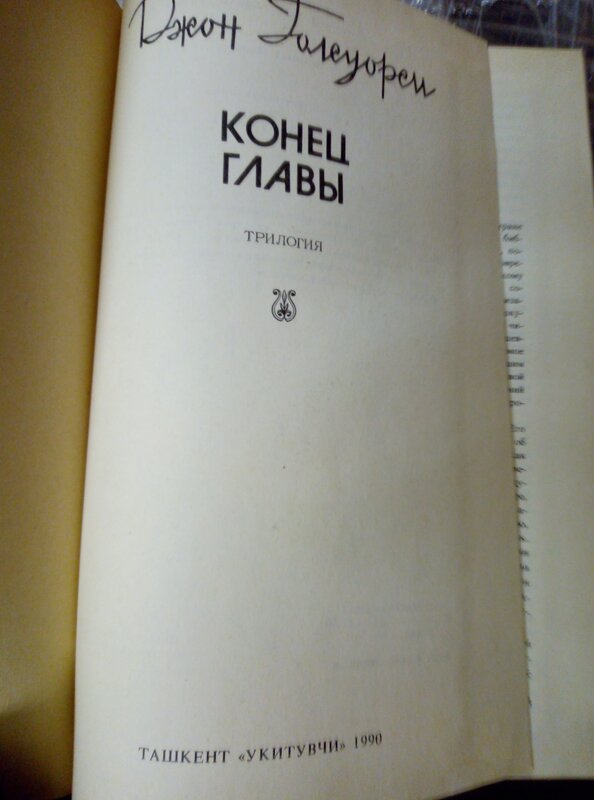 Джон Голсуорси
КОНЕЦ
ГЛАВЫ
ТРИЛОГИЯ
ТАШКЕНТ «УКИТУВЧИ» 1990